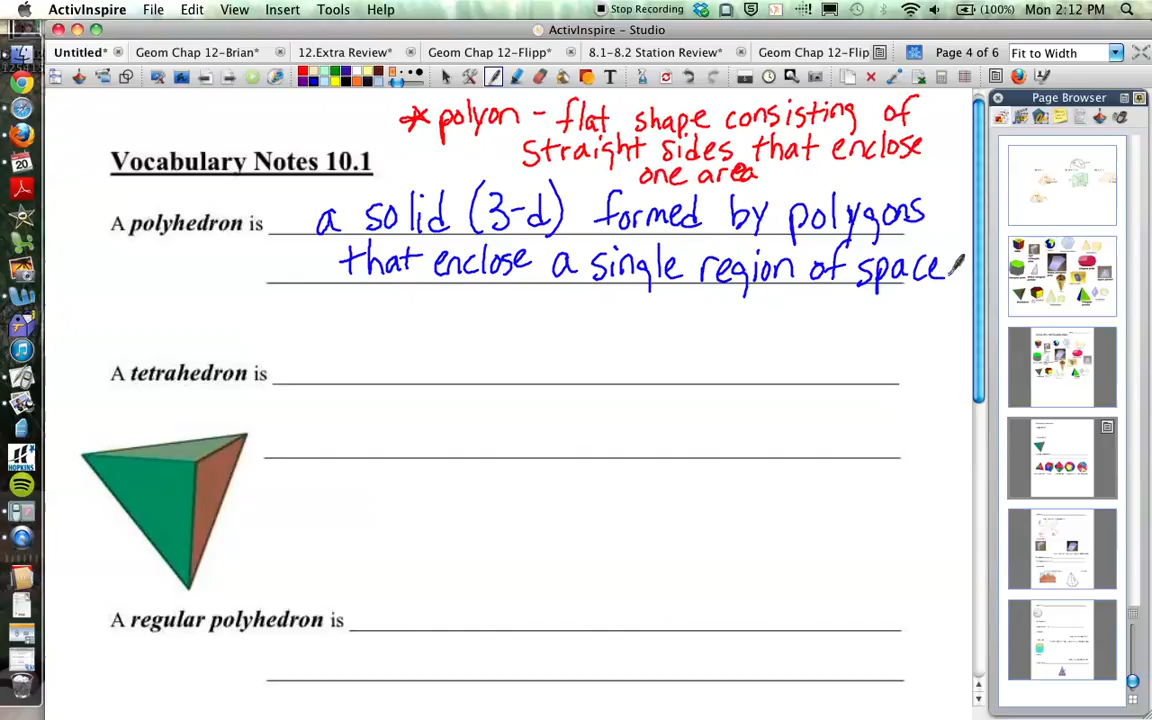 ActivInspire File Edit View Insert Tools Help Stop Recording (100%) Mon 2:12 PM
ActivInspire - Studio
Untitled* Geom Chap 12-Brian* 12.Extra Review* Geom Chap 12-Flipp* 8.1-8.2 Station Review* Geom Chap 12-Flip Page 4 of 6 Fit to Width
Page Browser
* polyon - flat shape consisting of
straight sides that enclose
one area
Vocabulary Notes 10.1
A polyhedron is a solid (3-d) formed by polygons
that enclose a single region of space
A tetrahedron is
A regular polyhedron is